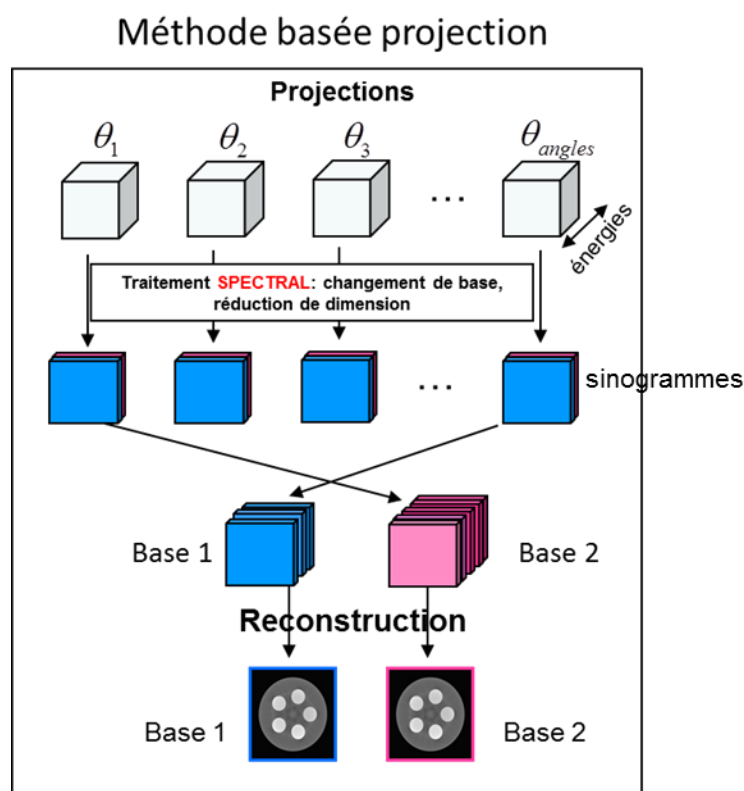 Méthode basée projection
Projections
θ1 θ2 θ3 ... θangles
énergies
Traitement SPECTRAL: changement de base,
réduction de dimension
... sinogrammes
Base 1 Base 2
Reconstruction
Base 1 Base 2